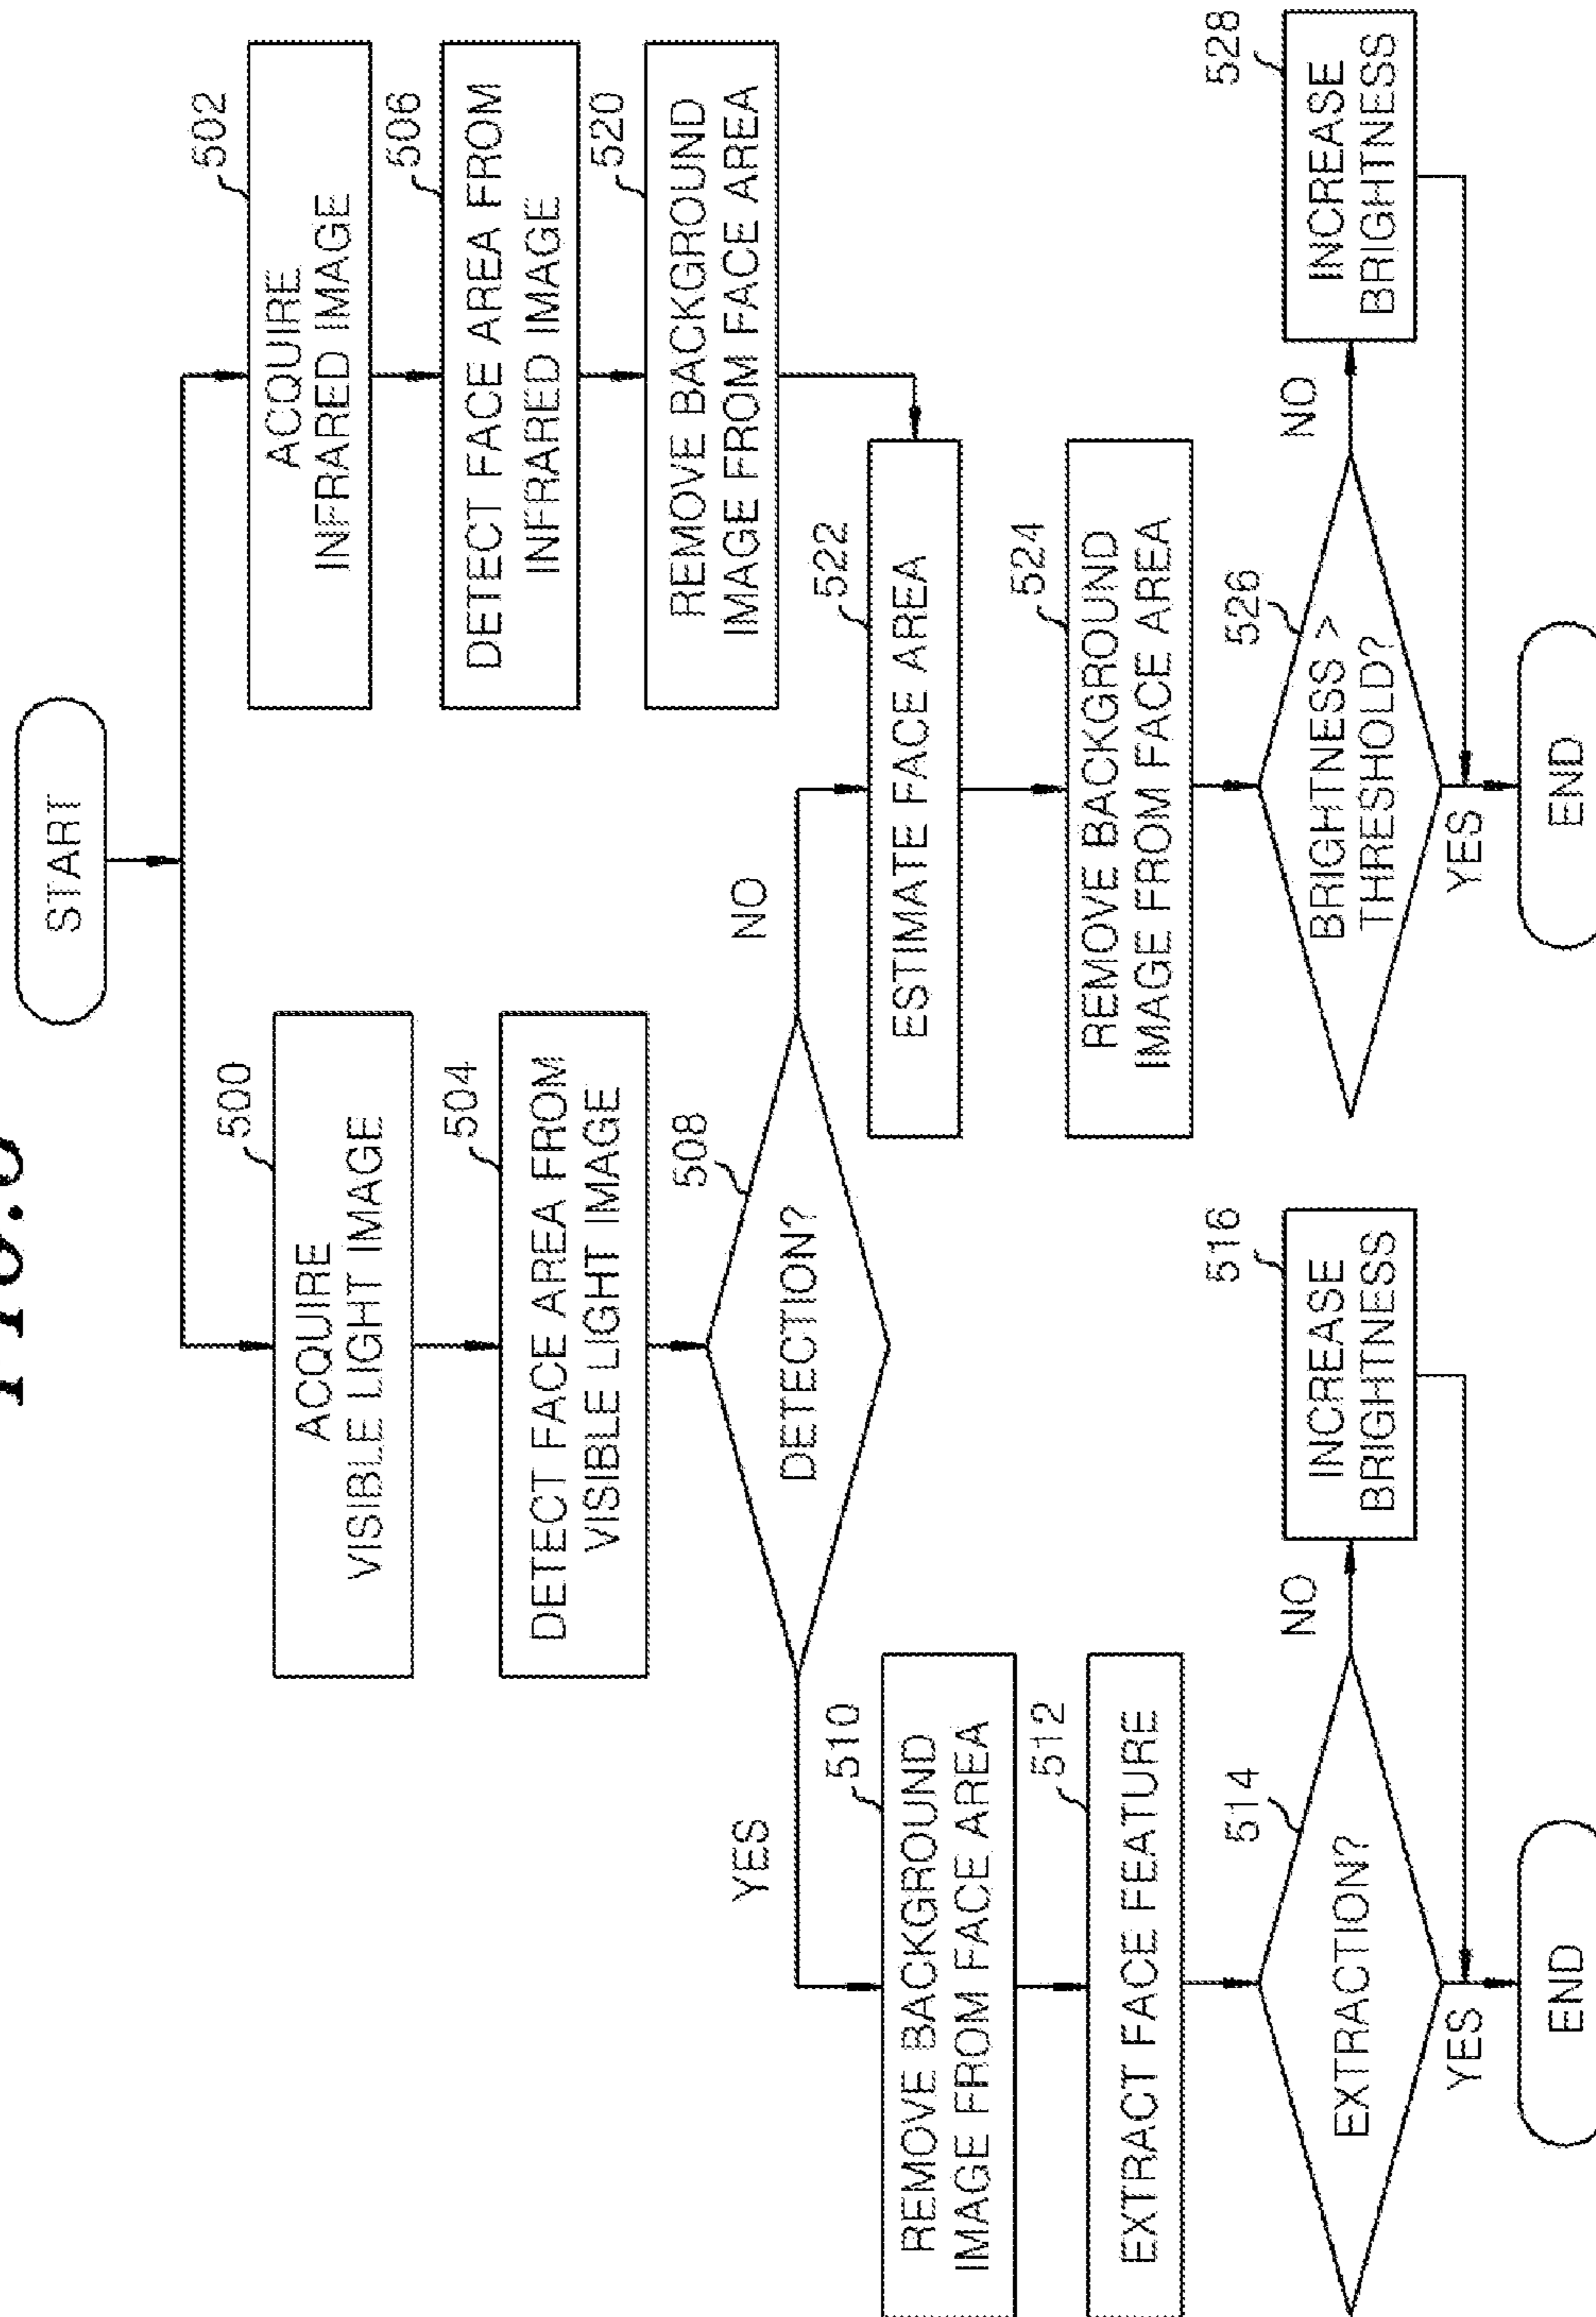 START
500
ACQUIRE
VISIBLE LIGHT IMAGE
502
ACQUIRE
INFRARED IMAGE
504
DETECT FACE AREA FROM
VISIBLE LIGHT IMAGE
506
DETECT FACE AREA FROM
INFRARED IMAGE
508
DETECTION?
520
REMOVE BACKGROUND
IMAGE FROM FACE AREA
YES
NO
510
REMOVE BACKGROUND
IMAGE FROM FACE AREA
522
ESTIMATE FACE AREA
512
EXTRACT FACE FEATURE
524
REMOVE BACKGROUND
IMAGE FROM FACE AREA
514
EXTRACTION?
NO
516
INCREASE
BRIGHTNESS
526
BRIGHTNESS >
THRESHOLD?
NO
528
INCREASE
BRIGHTNESS
YES
YES
END
END